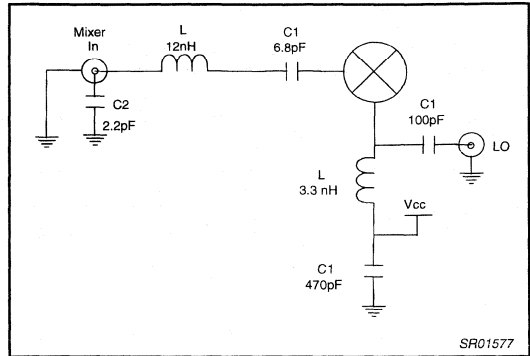 Mixer
In
L
12nH
C1
6.8pF
C2
2.2pF
C1
100pF
LO
L
3.3 nH
Vcc
C1
470pF
SR01577